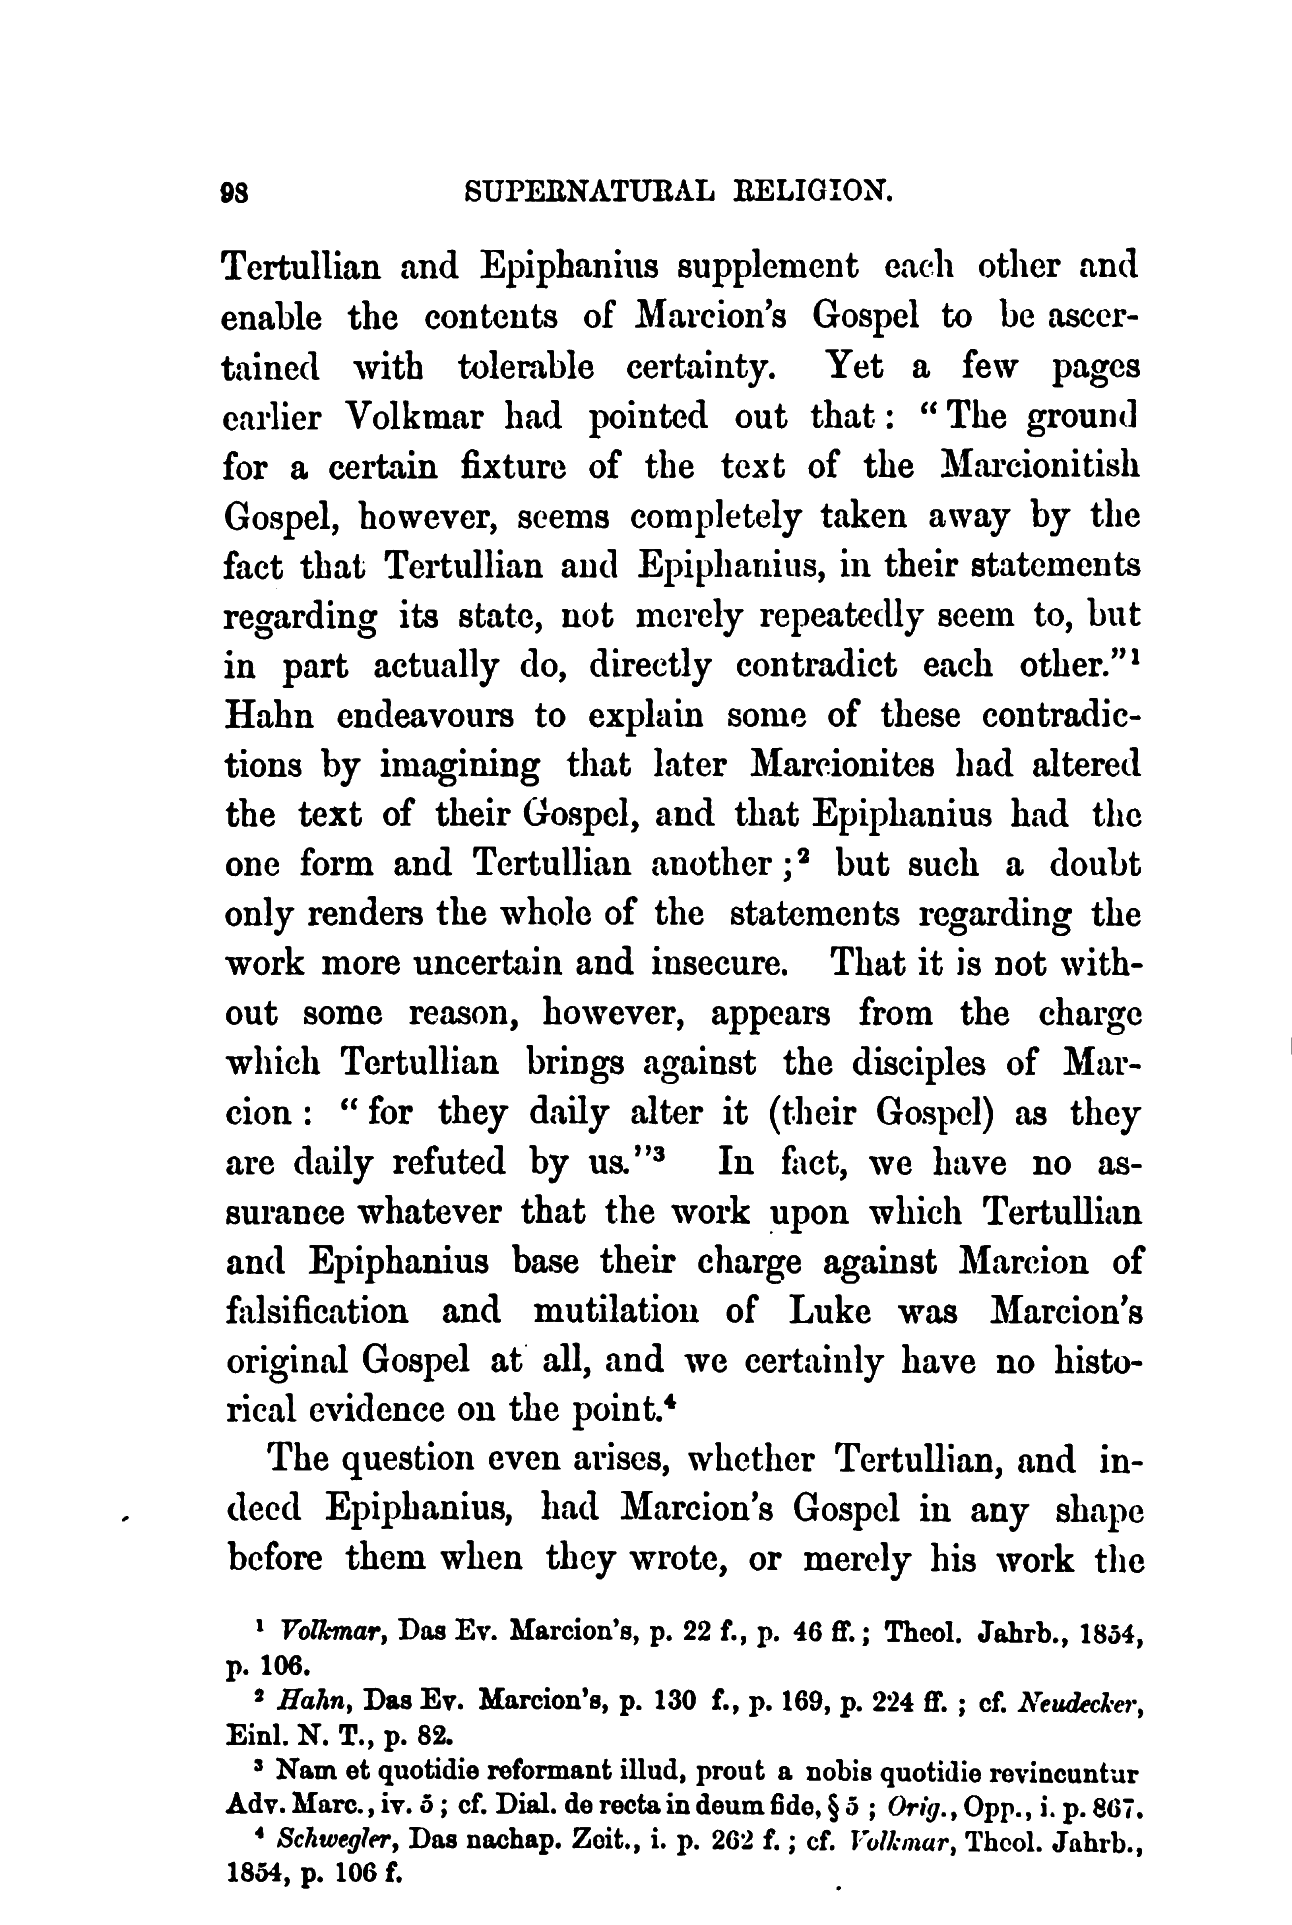 98 SUPERNATURAL RELIGION.
Tertullian and Epiphanius supplement each other and
enable the contents of Marcion's Gospel to be ascer-
tained with tolerable certainty. Yet a few pages
earlier Volkmar had pointed out that : “ The ground
for a certain fixture of the text of the Marcionitish
Gospel, however, seems completely taken away by the
fact that Tertullian and Epiphanius, in their statements
regarding its state, not merely repeatedly seem to, but
in part actually do, directly contradict each other.”¹
Hahn endeavours to explain some of these contradic-
tions by imagining that later Marcionites had altered
the text of their Gospel, and that Epiphanius had the
one form and Tertullian another ;² but such a doubt
only renders the whole of the statements regarding the
work more uncertain and insecure. That it is not with-
out some reason, however, appears from the charge
which Tertullian brings against the disciples of Mar-
cion : “ for they daily alter it (their Gospel) as they
are daily refuted by us.”³ In fact, we have no as-
surance whatever that the work upon which Tertullian
and Epiphanius base their charge against Marcion of
falsification and mutilation of Luke was Marcion's
original Gospel at all, and we certainly have no histo-
rical evidence on the point.⁴
The question even arises, whether Tertullian, and in-
deed Epiphanius, had Marcion's Gospel in any shape
before them when they wrote, or merely his work the
¹ Volkmar, Das Ev. Marcion's, p. 22 f., p. 46 ff. ; Theol. Jahrb., 1854,
p. 106.
² Hahn, Das Ev. Marcion's, p. 130 f., p. 169, p. 224 ff. ; cf. Neudecker,
Einl. N. T., p. 82.
³ Nam et quotidie reformant illud, prout a nobis quotidie revincuntur
Adv. Marc., iv. 5 ; cf. Dial. de recta in deum fide, § 5 ; Orig., Opp., i. p. 867.
⁴ Schwegler, Das nachap. Zeit., i. p. 262 f. ; cf. Volkmar, Theol. Jahrb.,
1854, p. 106 f.